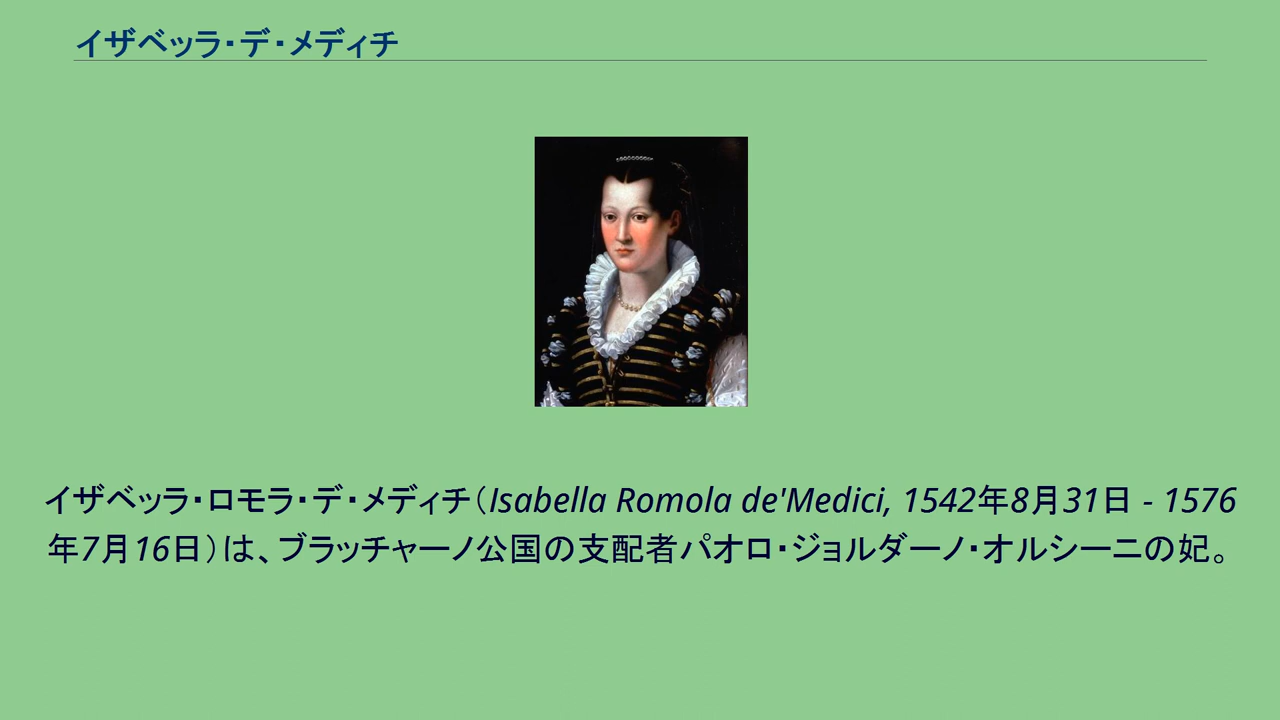 イザベッラ・デ・メディチ
イザベッラ・ロモラ・デ・メディチ（Isabella Romola de'Medici, 1542年8月31日 - 1576
年7月16日）は、ブラッチャーノ公国の支配者パオロ・ジョルダーノ・オルシーニの妃。